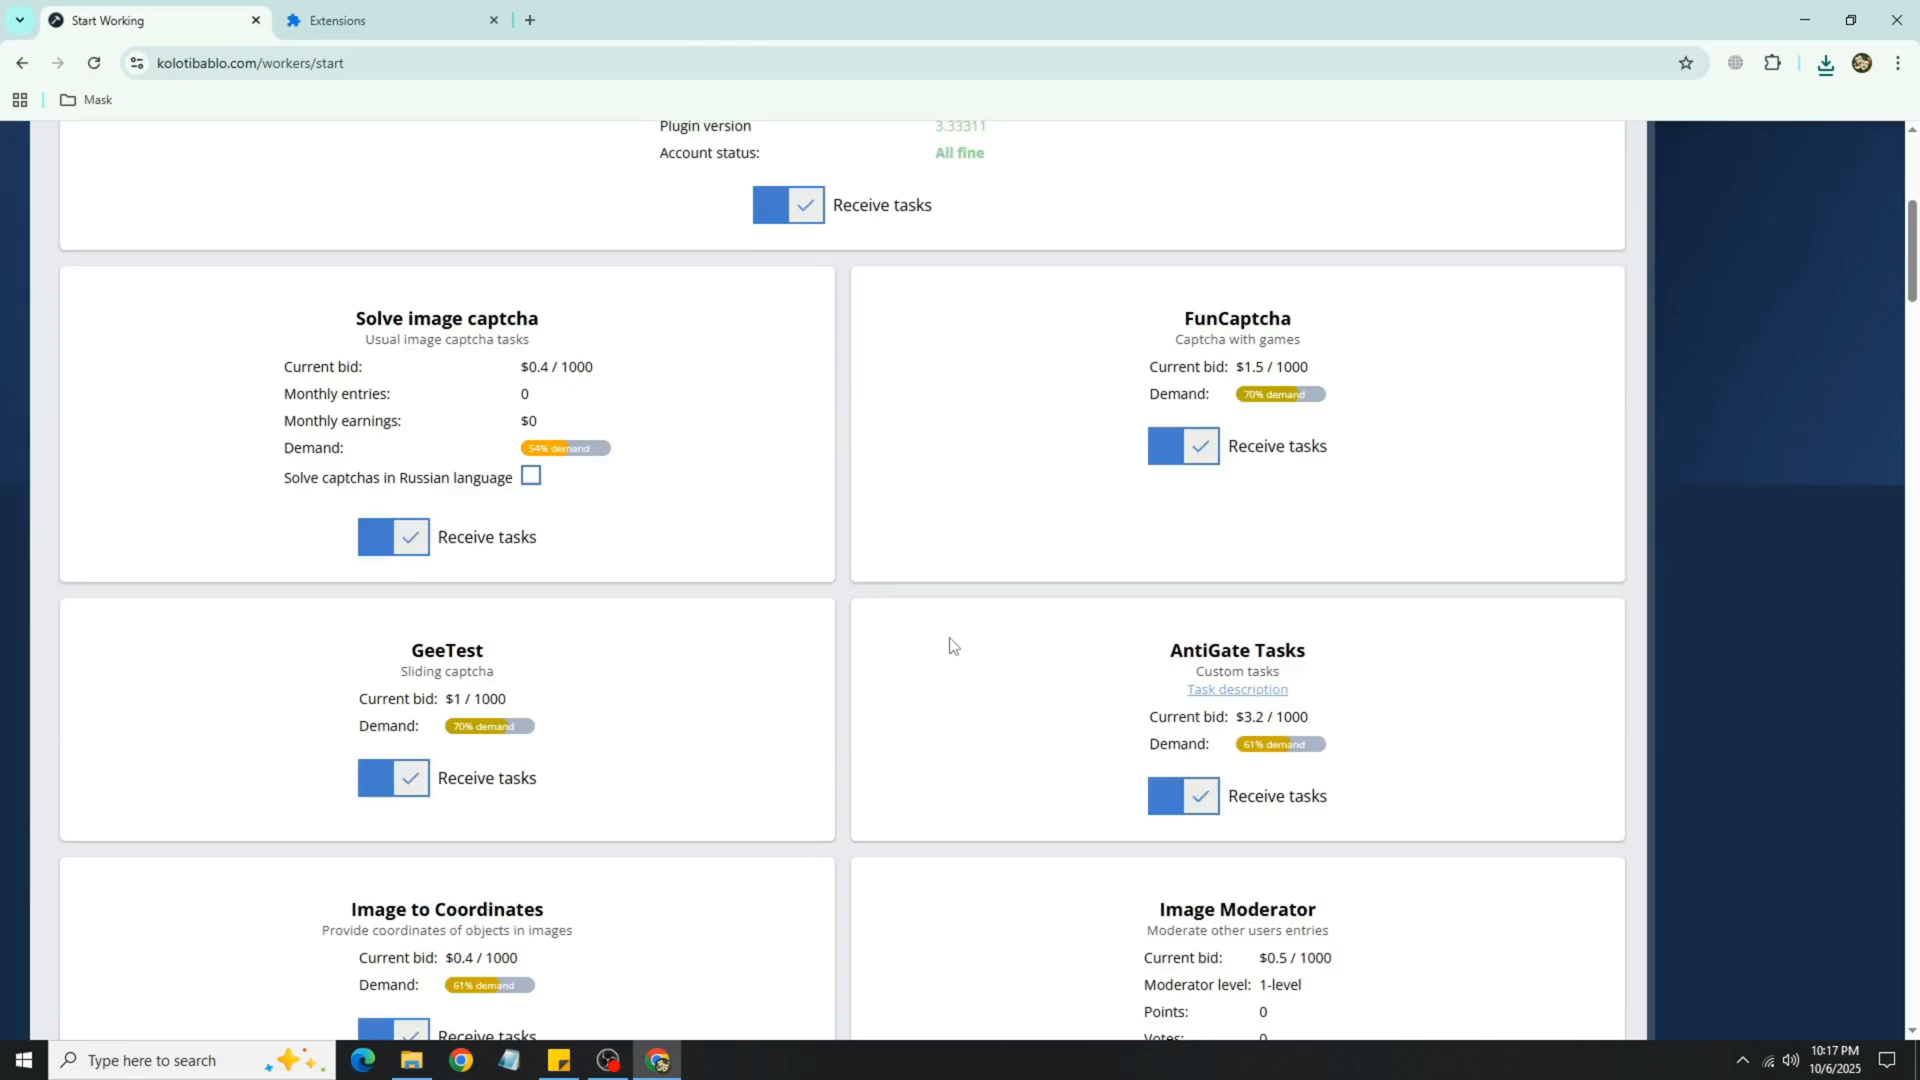 Start Working
Extensions
kolotibablo.com/workers/start
Mask
Plugin version 3.33311
Account status: All fine
Receive tasks
Solve image captcha
Usual image captcha tasks
Current bid: $0.4 / 1000
Monthly entries: 0
Monthly earnings: $0
Demand: 54% demand
Solve captchas in Russian language
Receive tasks
FunCaptcha
Captcha with games
Current bid: $1.5 / 1000
Demand: 70% demand
Receive tasks
GeeTest
Sliding captcha
Current bid: $1 / 1000
Demand: 70% demand
Receive tasks
AntiGate Tasks
Custom tasks
Task description
Current bid: $3.2 / 1000
Demand: 61% demand
Receive tasks
Image to Coordinates
Provide coordinates of objects in images
Current bid: $0.4 / 1000
Demand: 61% demand
Receive tasks
Image Moderator
Moderate other users entries
Current bid: $0.5 / 1000
Moderator level: 1-level
Points: 0
Votes: 0
Type here to search
10:17 PM
10/6/2025